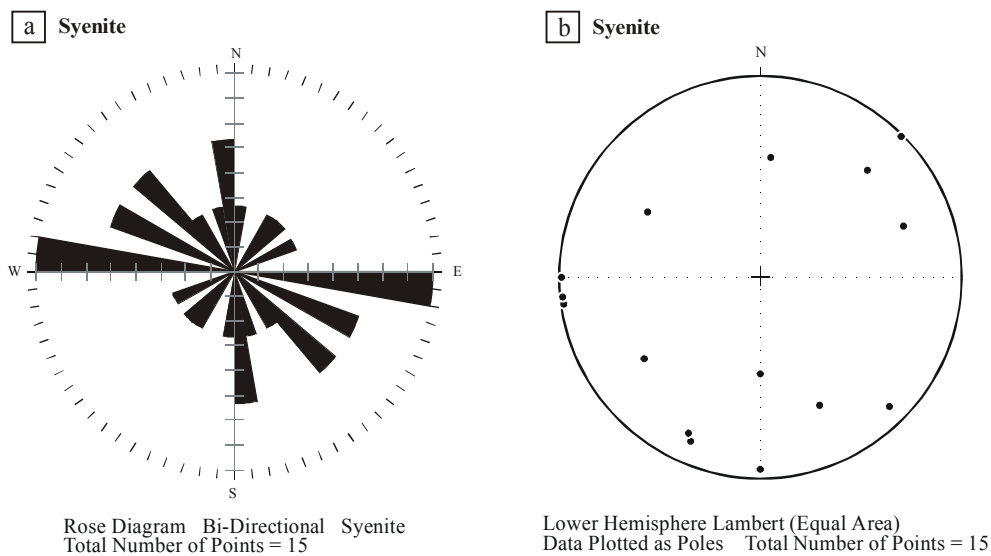 a Syenite
N
W
E
S
Rose Diagram Bi-Directional Syenite
Total Number of Points = 15
b Syenite
N
Lower Hemisphere Lambert (Equal Area)
Data Plotted as Poles Total Number of Points = 15